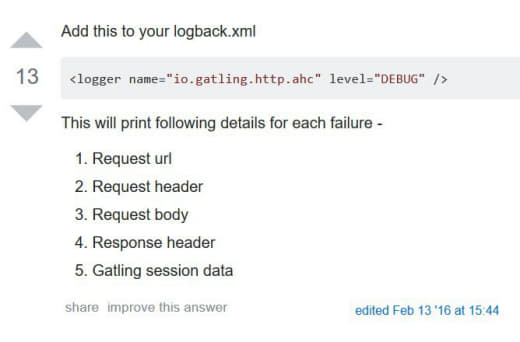 Add this to your logback.xml
13
<logger name="io.gatling.http.ahc" level="DEBUG" />
This will print following details for each failure -
1. Request url
2. Request header
3. Request body
4. Response header
5. Gatling session data
share improve this answer
edited Feb 13 '16 at 15:44